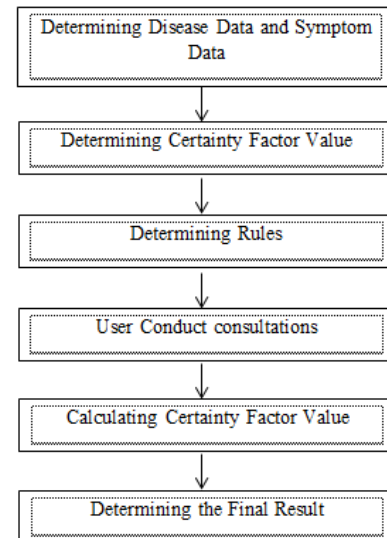 Determining Disease Data and Symptom
Data
Determining Certainty Factor Value
Determining Rules
User Conduct consultations
Calculating Certainty Factor Value
Determining the Final Result